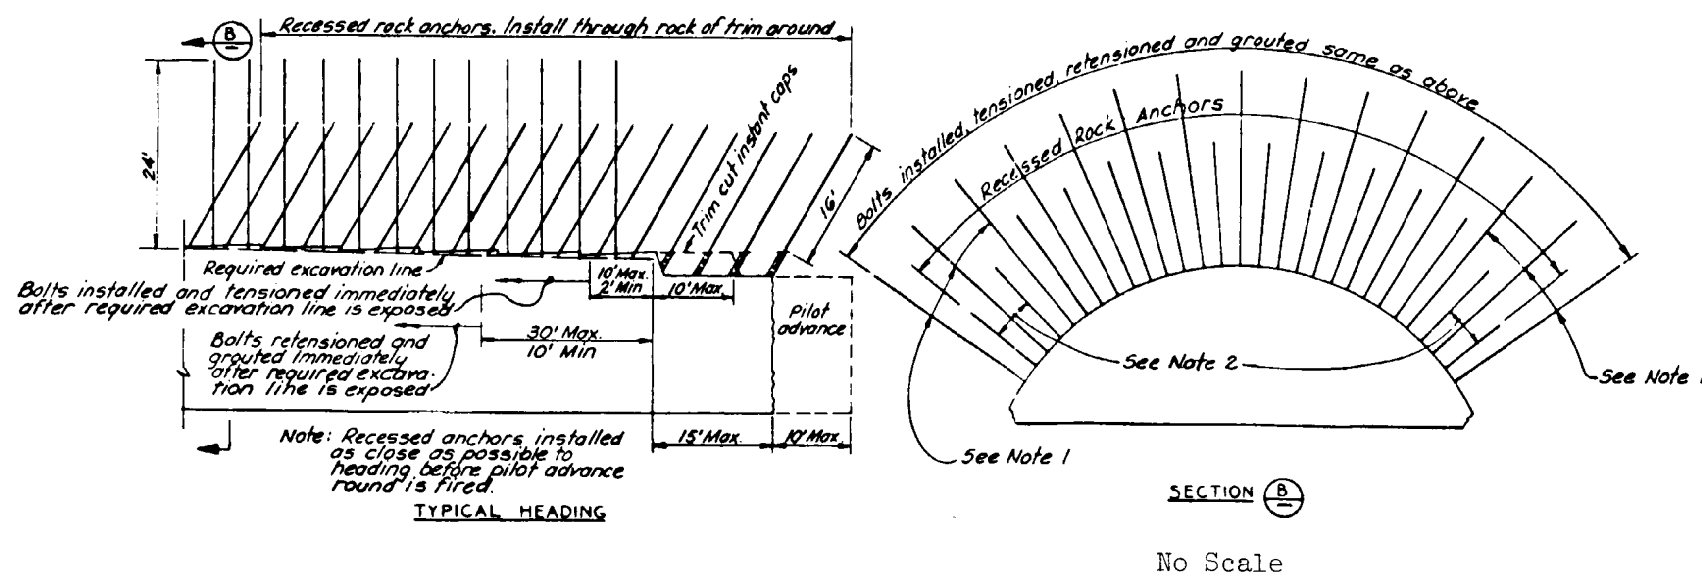 B
Recessed rock anchors. Install through rock of trim around
24'
Trim cut instant caps
16'
Required excavation line
10' Max.
2' Min
10' Max.
Bolts installed and tensioned immediately
after required excavation line is exposed
Pilot
advance
30' Max.
10' Min
Bolts retensioned and
grouted immediately
after required excava-
tion line is exposed
15' Max.
10' Max.
Note: Recessed anchors installed
as close as possible to
heading before pilot advance
round is fired.
TYPICAL HEADING
Bolts installed, tensioned, retensioned and grouted same as above
Recessed Rock Anchors
See Note 2
See Note
See Note 1
SECTION B
No Scale